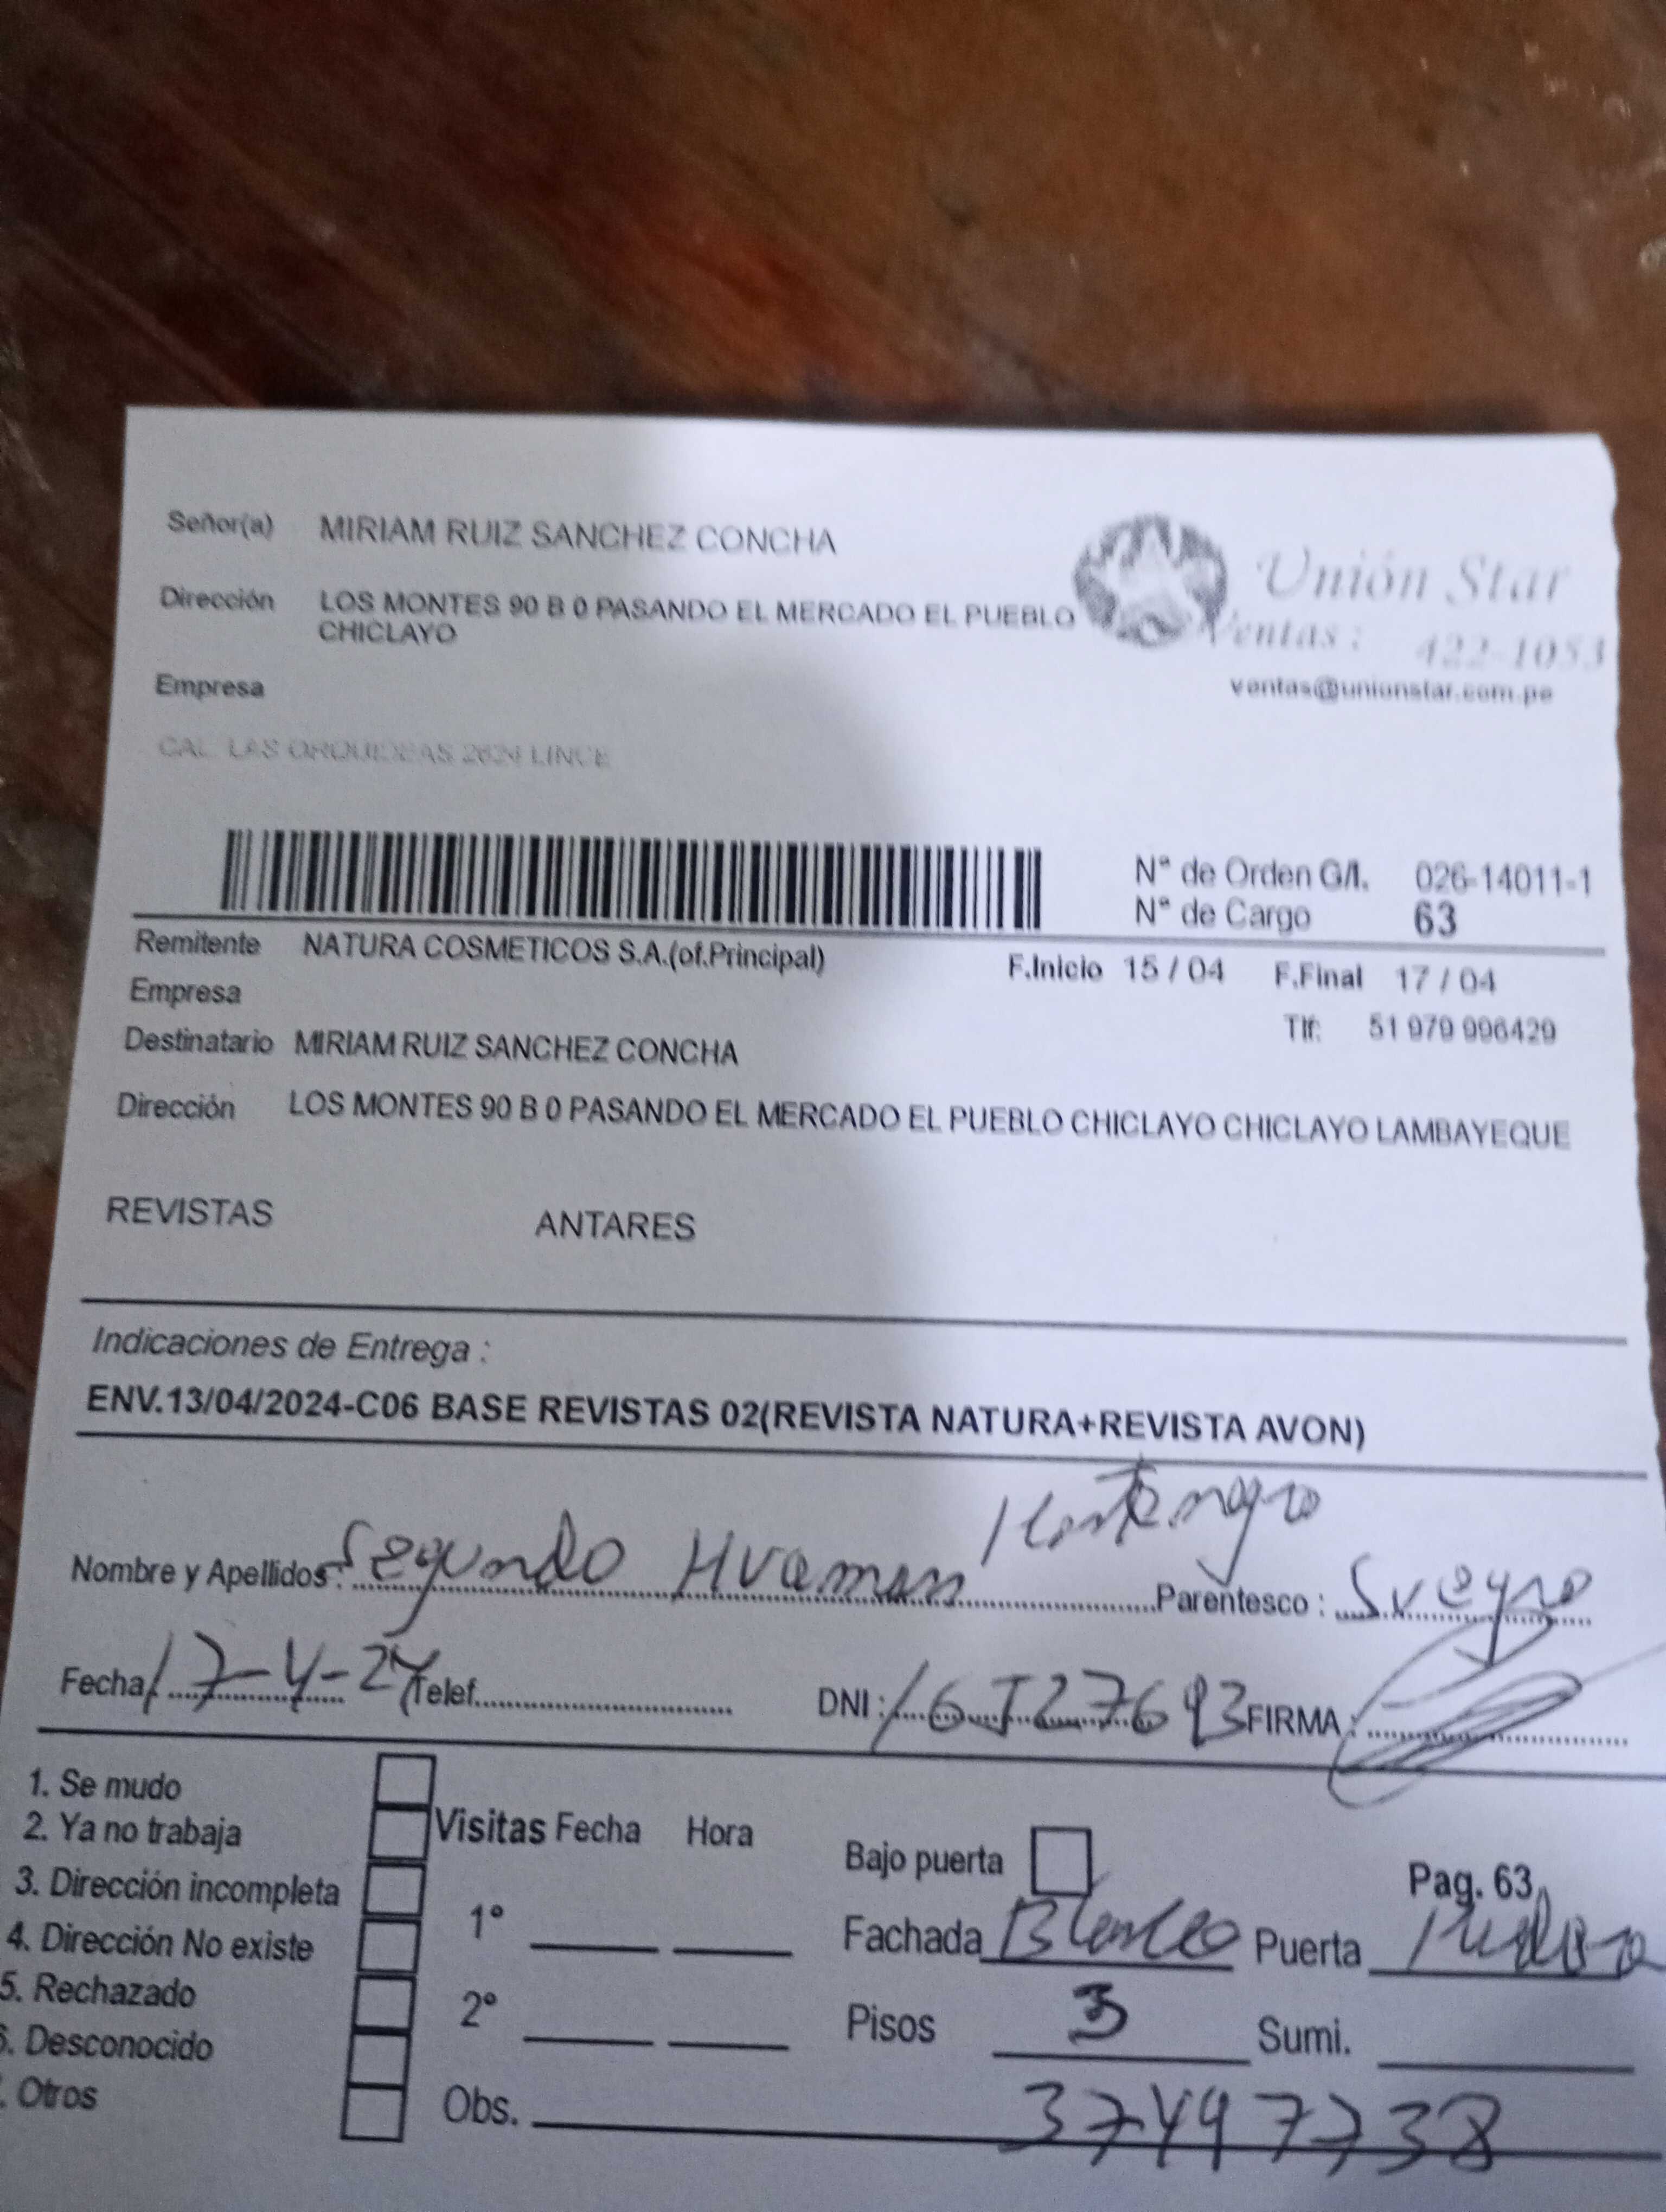 Señor(a) MIRIAM RUIZ SANCHEZ CONCHA
Unión Star
Dirección LOS MONTES 90 B 0 PASANDO EL MERCADO EL PUEBLO
CHICLAYO
Ventas: 422-1053
Empresa
ventas@unionstar.com.pe
CAL. LAS ORQUIDEAS 2624 LINCE
Nª de Orden G/I. 026-14011-1
Nª de Cargo 63
Remitente NATURA COSMETICOS S.A.(of.Principal)
F.Inicio 15 / 04 F.Final 17 / 04
Empresa
Tlf: 51 979 996429
Destinatario MIRIAM RUIZ SANCHEZ CONCHA
Dirección LOS MONTES 90 B 0 PASANDO EL MERCADO EL PUEBLO CHICLAYO CHICLAYO LAMBAYEQUE
REVISTAS ANTARES
Indicaciones de Entrega :
ENV.13/04/2024-C06 BASE REVISTAS 02(REVISTA NATURA+REVISTA AVON)
Nombre y Apellidos: Segundo Huaman Parentesco : Suegro
Fecha 17-4-24 Telef. DNI: 16527693 FIRMA :
1. Se mudo
2. Ya no trabaja
3. Dirección incompleta
4. Dirección No existe
5. Rechazado
6. Desconocido
. Otros
Visitas Fecha Hora
1°
2°
Obs. 37497738
Bajo puerta Pag. 63
Fachada Blanco Puerta
Pisos 3 Sumi.